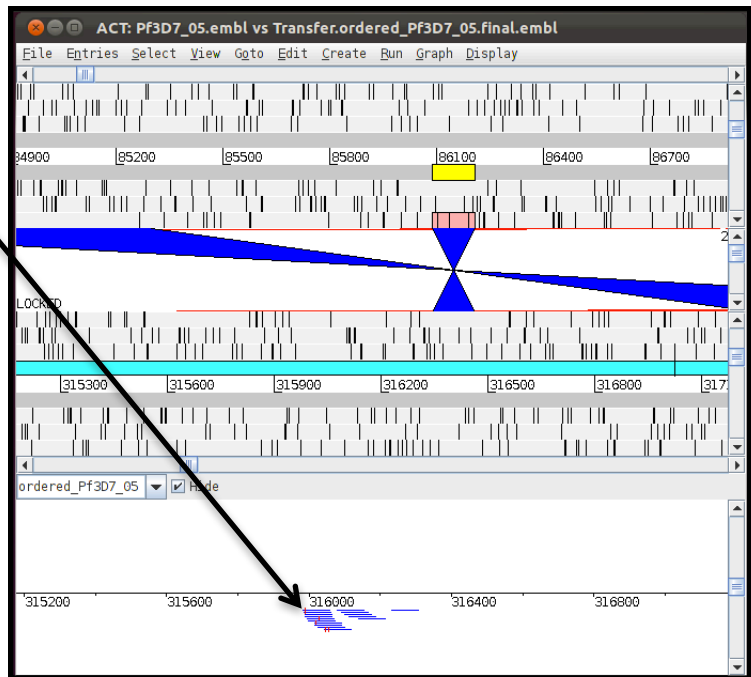 ACT: Pf3D7_05.embl vs Transfer.ordered_Pf3D7_05.final.embl
File Entries Select View Goto Edit Create Run Graph Display
84900 85200 85500 85800 86100 86400 86700
2
LOCKED
315300 315600 315900 316200 316500 316800 317
ordered_Pf3D7_05 Hide
315200 315600 316000 316400 316800